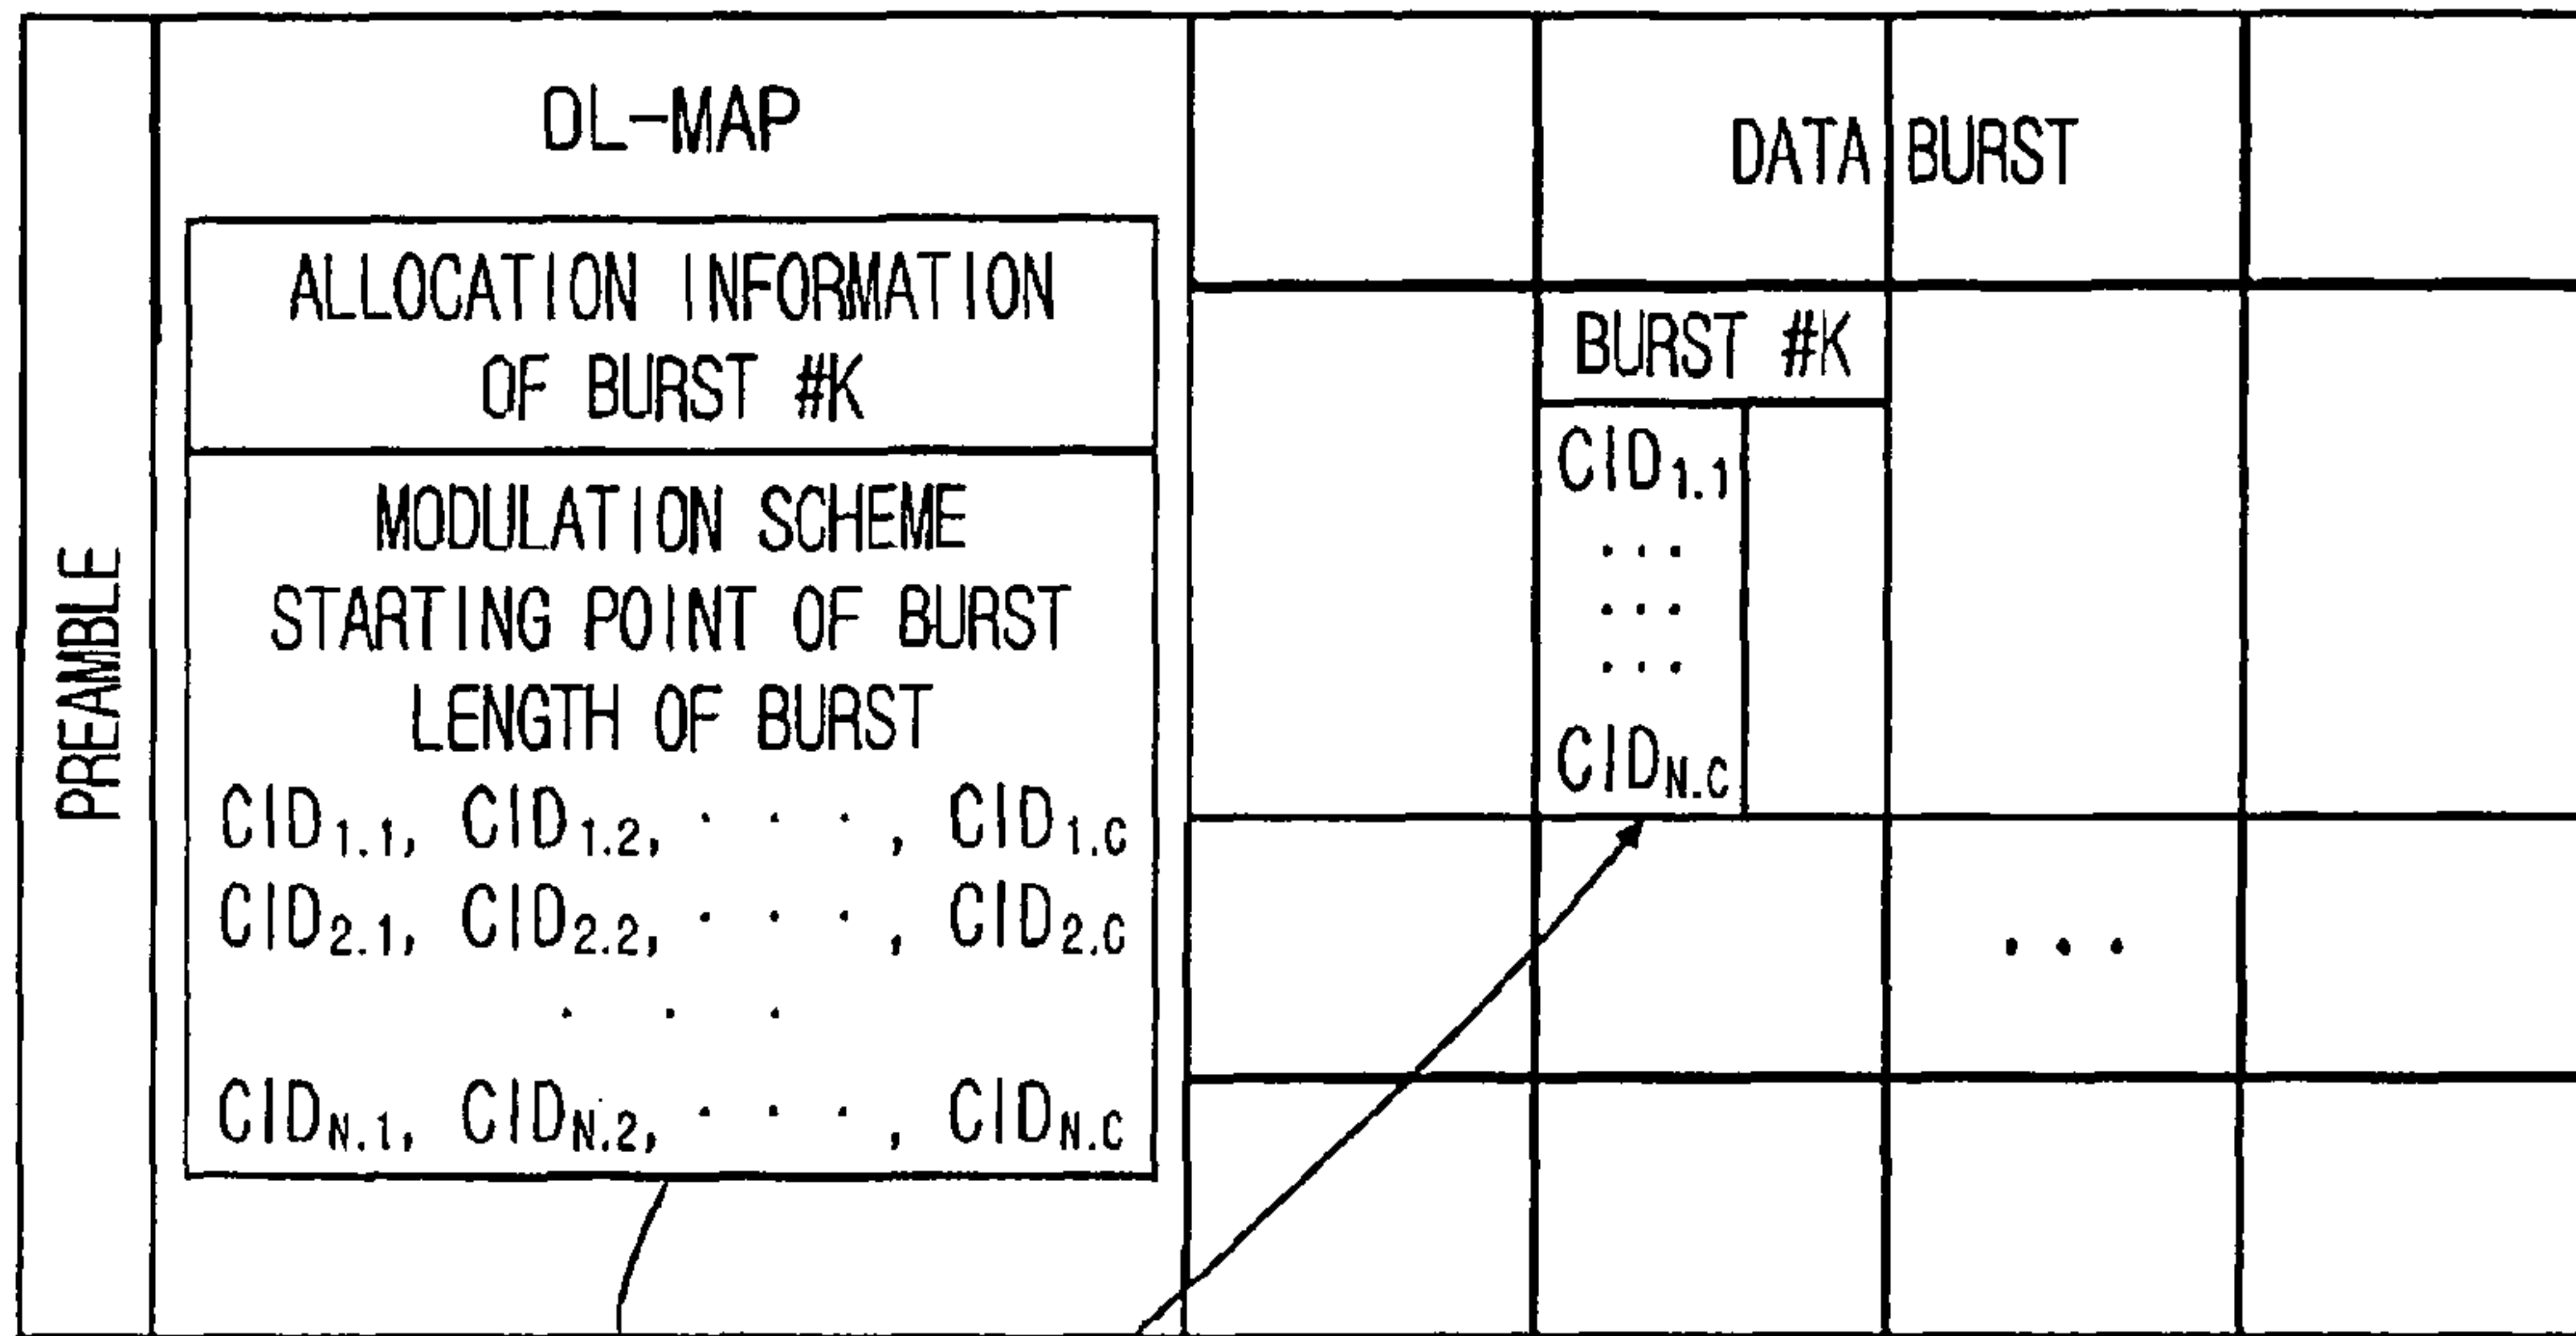 PREAMBLE
DL-MAP
ALLOCATION INFORMATION
OF BURST #K
MODULATION SCHEME
STARTING POINT OF BURST
LENGTH OF BURST
CID1.1, CID1.2, · · · , CID1.C
CID2.1, CID2.2, · · · , CID2.C
· · ·
CIDN.1, CIDN.2, · · · , CIDN.C
DATA BURST
BURST #K
CID1.1
···
···
···
CIDN.C
···